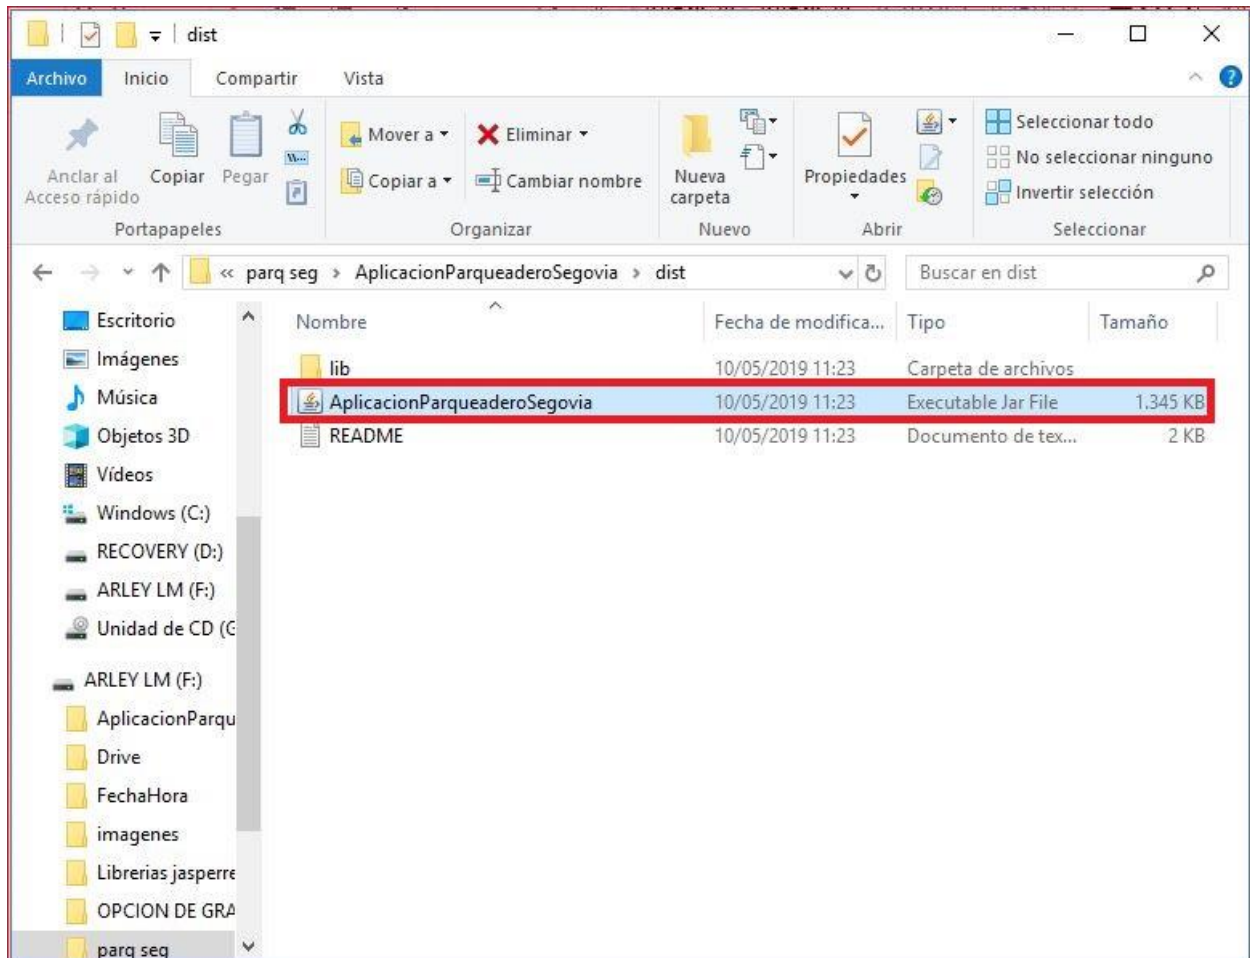 dist
Archivo Inicio Compartir Vista
Anclar al Acceso rápido
Copiar
Pegar
W...
Mover a
Copiar a
Eliminar
Cambiar nombre
Nueva carpeta
Propiedades
Seleccionar todo
No seleccionar ninguno
Invertir selección
Portapapeles Organizar Nuevo Abrir Seleccionar
« parq seg › AplicacionParqueaderoSegovia › dist Buscar en dist
Escritorio
Imágenes
Música
Objetos 3D
Vídeos
Windows (C:)
RECOVERY (D:)
ARLEY LM (F:)
Unidad de CD (G
ARLEY LM (F:)
AplicacionParqu
Drive
FechaHora
imagenes
Librerias jasperre
OPCION DE GRA
parq seg
Nombre Fecha de modifica... Tipo Tamaño
lib 10/05/2019 11:23 Carpeta de archivos
AplicacionParqueaderoSegovia 10/05/2019 11:23 Executable Jar File 1.345 KB
README 10/05/2019 11:23 Documento de tex... 2 KB